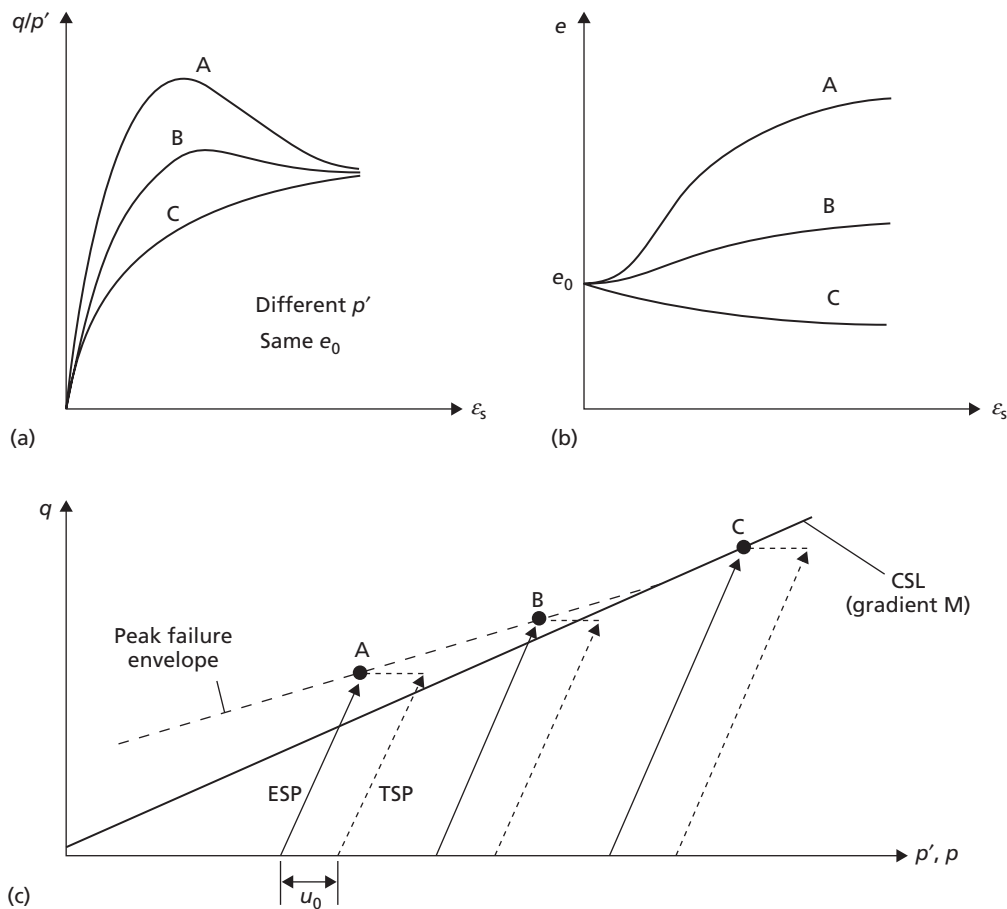 q/p′
A
B
C
Different p′
Same e₀
εₛ
(a)
e
A
B
e₀
C
εₛ
(b)
q
C
CSL
(gradient M)
B
Peak failure
envelope
A
ESP
TSP
p′, p
u₀
(c)